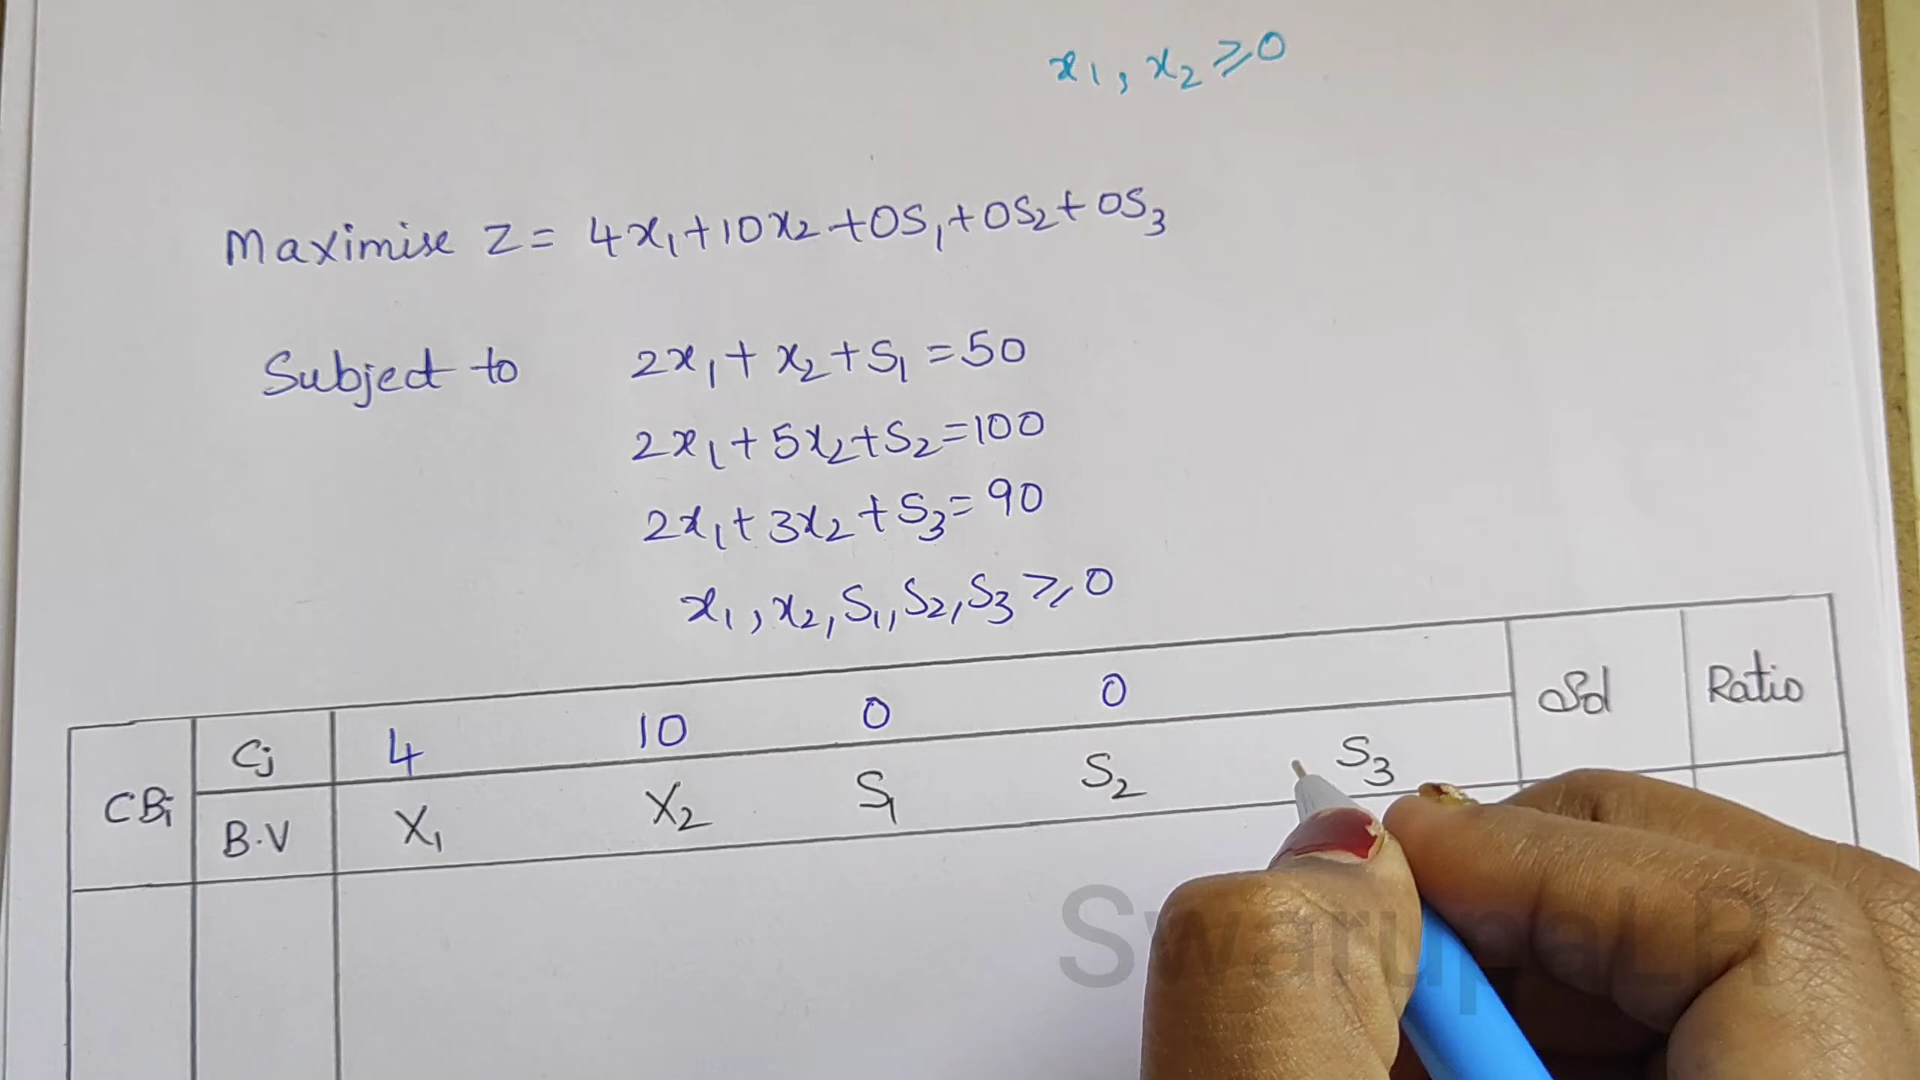 x1, x2 ≥ 0
Maximise Z = 4x1 + 10x2 + 0S1 + 0S2 + 0S3
Subject to 2x1 + x2 + S1 = 50
2x1 + 5x2 + S2 = 100
2x1 + 3x2 + S3 = 90
x1, x2, S1, S2, S3 ≥ 0
CBi Cj 4 10 0 0 Sol Ratio
B.V X1 X2 S1 S2 S3
SwarupaLR